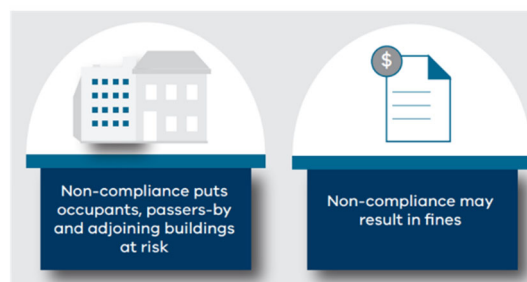 $
Non-compliance puts
occupants, passers-by
and adjoining buildings
at risk
Non-compliance may
result in fines